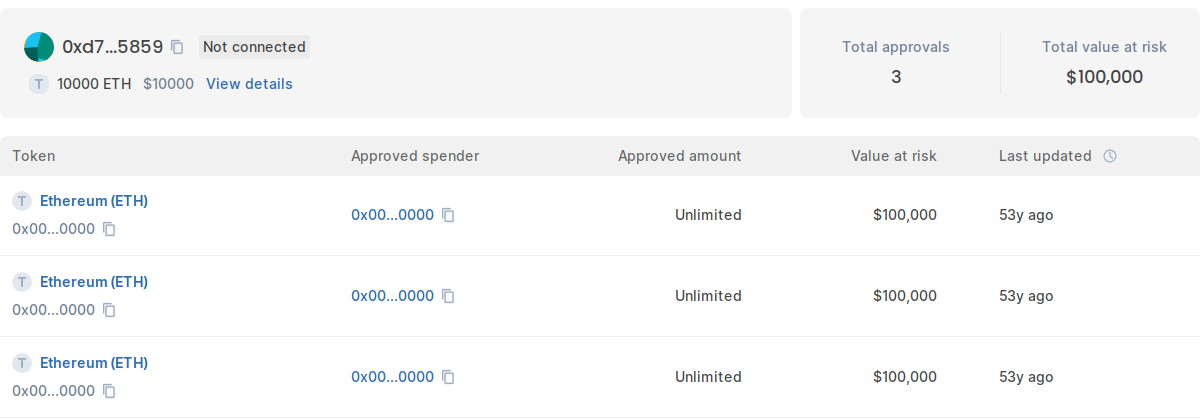 0xd7...5859 Not connected
T 10000 ETH $10000 View details
Total approvals
3
Total value at risk
$100,000
Token Approved spender Approved amount Value at risk Last updated
T Ethereum (ETH)
0x00...0000
0x00...0000 Unlimited $100,000 53y ago
T Ethereum (ETH)
0x00...0000
0x00...0000 Unlimited $100,000 53y ago
T Ethereum (ETH)
0x00...0000
0x00...0000 Unlimited $100,000 53y ago